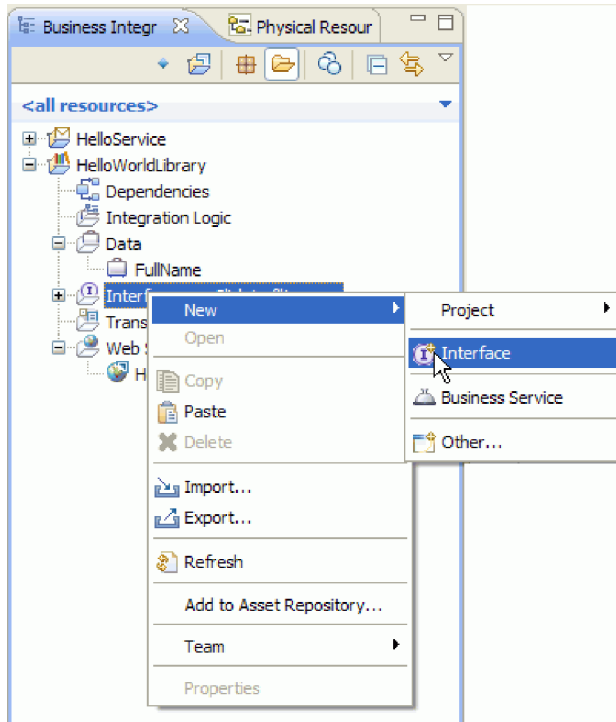 Business Integr
Physical Resour
<all resources>
HelloService
HelloWorldLibrary
Dependencies
Integration Logic
Data
FullName
Interf
Trans
Web
H
New
Open
Copy
Paste
Delete
Import...
Export...
Refresh
Add to Asset Repository...
Team
Properties
Project
Interface
Business Service
Other...